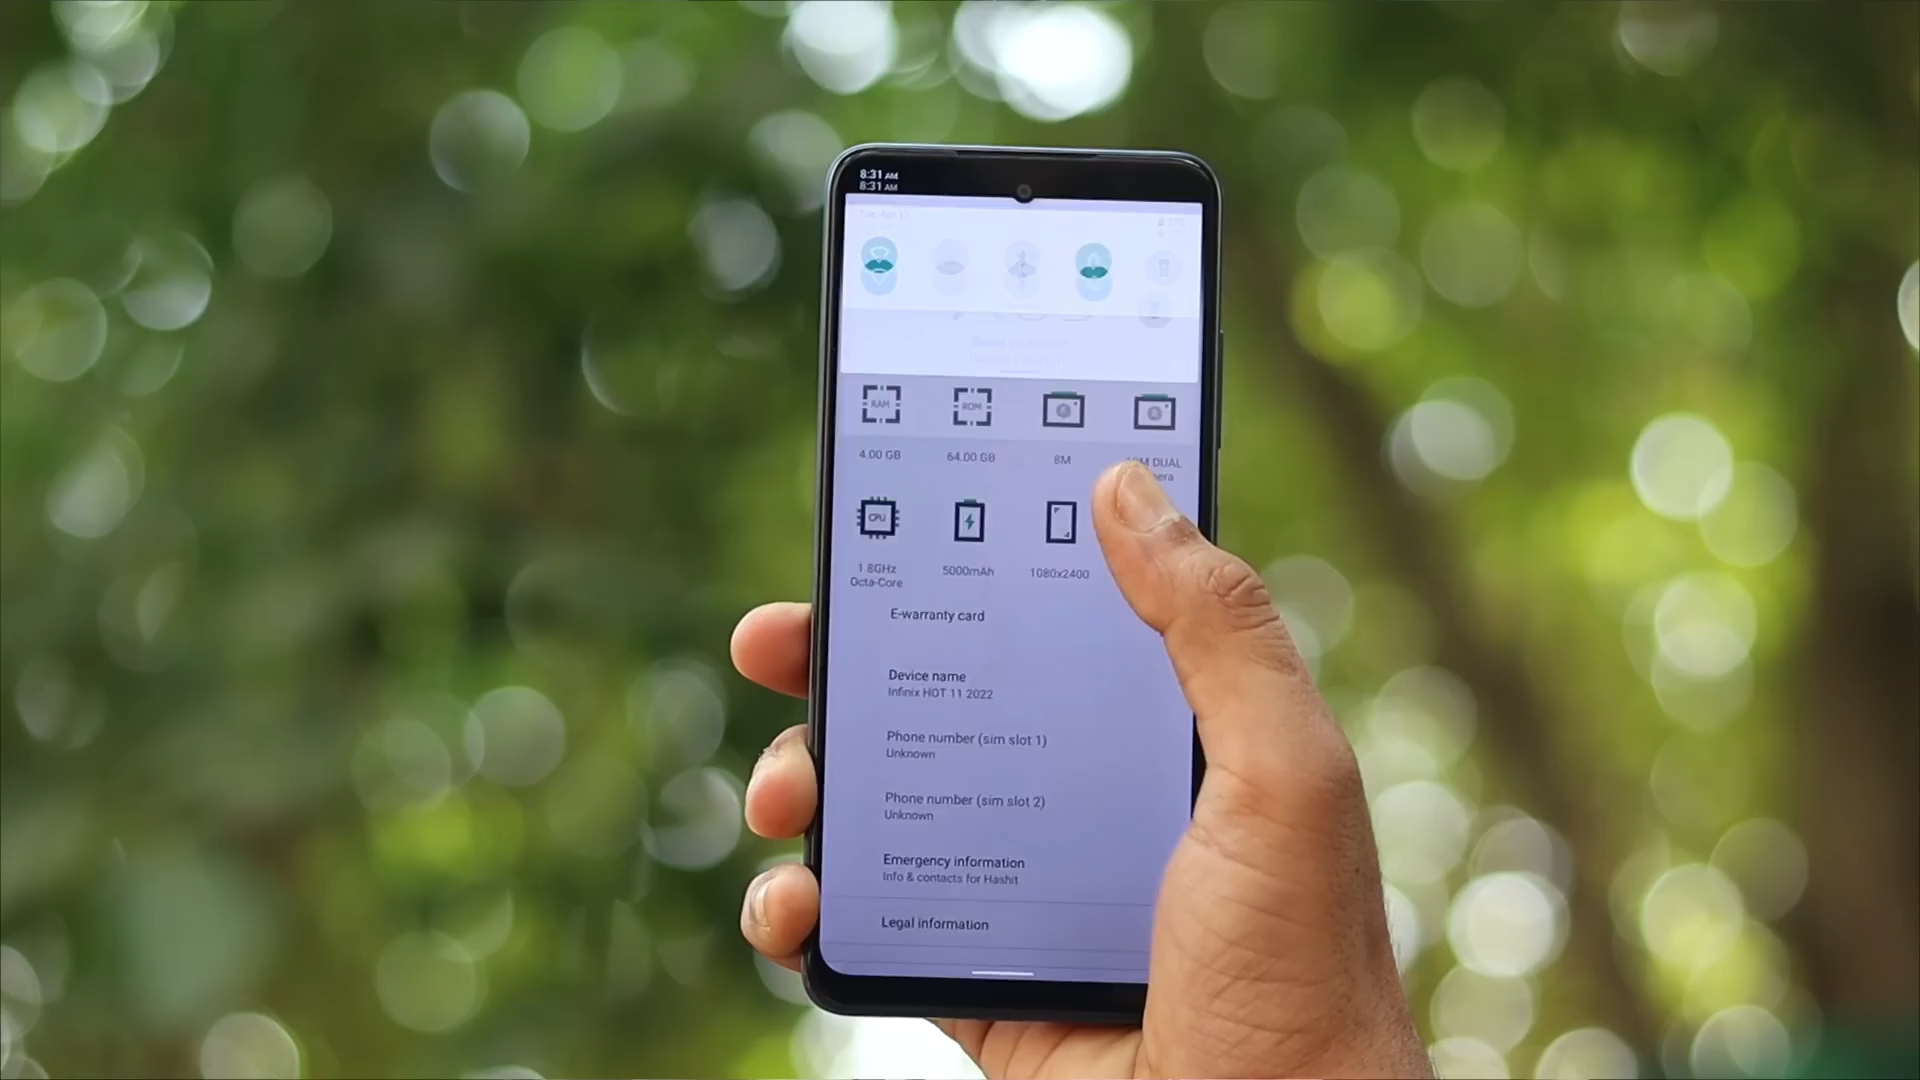 8:31 AM
8:31 AM
RAM
ROM
4.00 GB
64.00 GB
8M
DUAL
CPU
1.8GHz
Octa-Core
5000mAh
1080x2400
E-warranty card
Device name
Infinix HOT 11 2022
Phone number (sim slot 1)
Unknown
Phone number (sim slot 2)
Unknown
Emergency information
Info & contacts for Hashit
Legal information